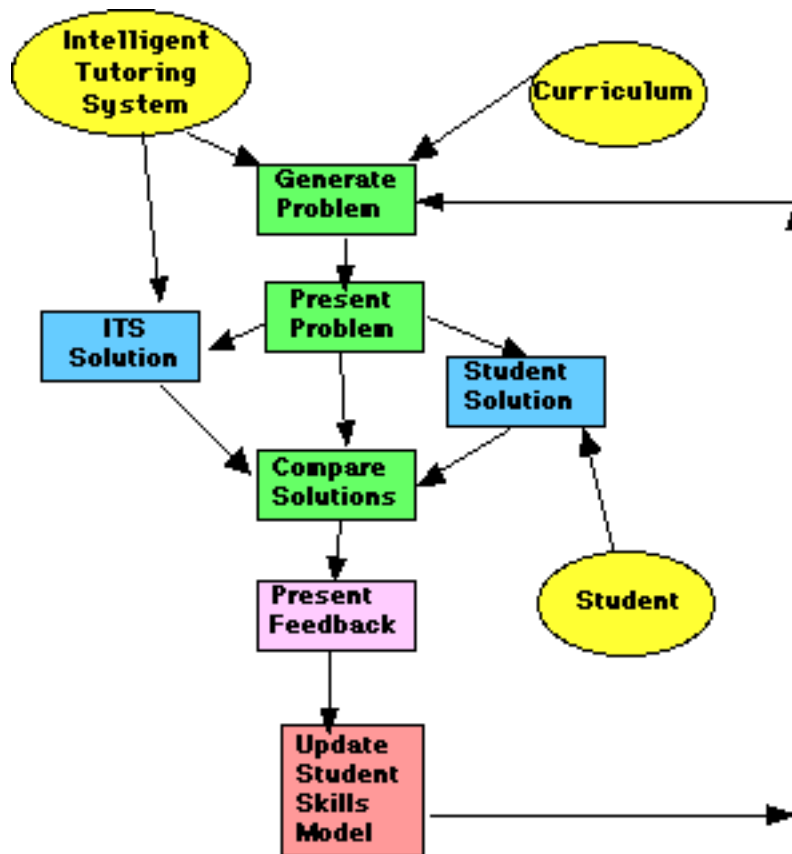 Intelligent
Tutoring
System
Curriculum
Generate
Problem
Present
Problem
ITS
Solution
Student
Solution
Compare
Solutions
Present
Feedback
Student
Update
Student
Skills
Model